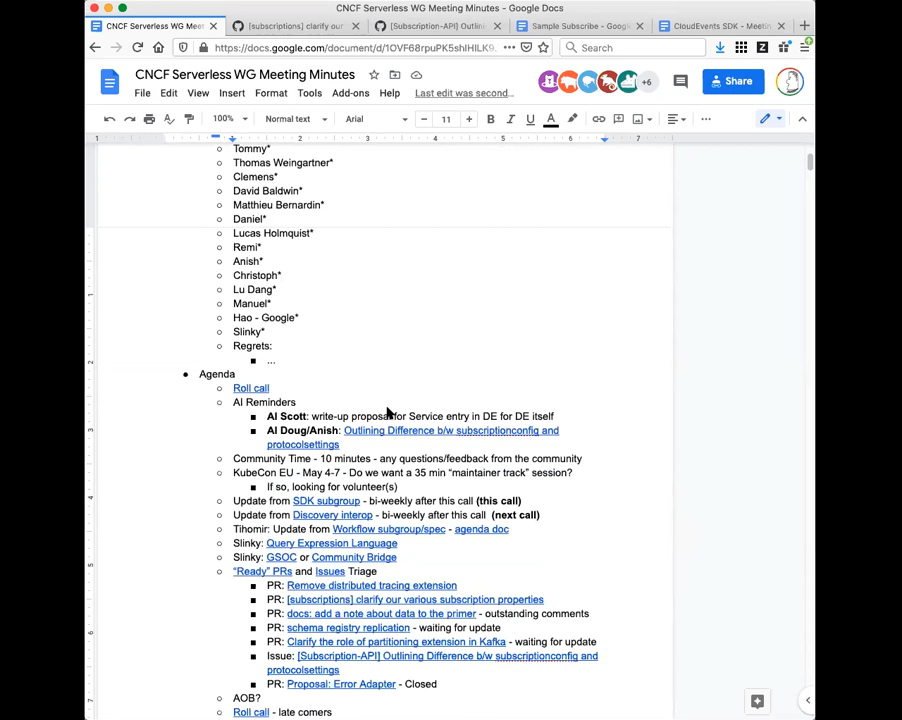 CNCF Serverless WG Meeting Minutes - Google Docs
CNCF Serverless WG Meet
[subscriptions] clarify our
[Subscription-API] Outlin
Sample Subscribe - Googl
CloudEvents SDK - Meetin
https://docs.google.com/document/d/1OVF68rpuPK5shHILK9
Search
CNCF Serverless WG Meeting Minutes
File Edit View Insert Format Tools Add-ons Help Last edit was second...
+6
Share
100% Normal text Arial 11 B I U A
1 1 2 3 4 5 6 7
Tommy*
Thomas Weingartner*
Clemens*
David Baldwin*
Matthieu Bernardin*
Daniel*
Lucas Holmquist*
Remi*
Anish*
Christoph*
Lu Dang*
Manuel*
Hao - Google*
Slinky*
Regrets:
...
Agenda
Roll call
AI Reminders
AI Scott: write-up proposal for Service entry in DE for DE itself
AI Doug/Anish: Outlining Difference b/w subscriptionconfig and
protocolsettings
Community Time - 10 minutes - any questions/feedback from the community
KubeCon EU - May 4-7 - Do we want a 35 min “maintainer track” session?
If so, looking for volunteer(s)
Update from SDK subgroup - bi-weekly after this call (this call)
Update from Discovery interop - bi-weekly after this call (next call)
Tihomir: Update from Workflow subgroup/spec - agenda doc
Slinky: Query Expression Language
Slinky: GSOC or Community Bridge
“Ready” PRs and Issues Triage
PR: Remove distributed tracing extension
PR: [subscriptions] clarify our various subscription properties
PR: docs: add a note about data to the primer - outstanding comments
PR: schema registry replication - waiting for update
PR: Clarify the role of partitioning extension in Kafka - waiting for update
Issue: [Subscription-API] Outlining Difference b/w subscriptionconfig and
protocolsettings
PR: Proposal: Error Adapter - Closed
AOB?
Roll call - late comers